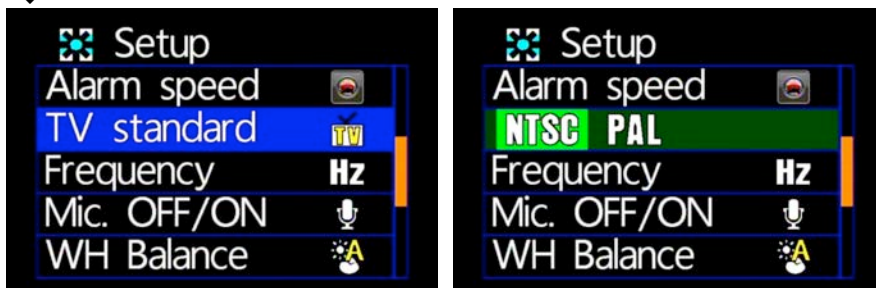 Setup
Alarm speed
TV standard TV
Frequency Hz
Mic. OFF/ON
WH Balance A
Setup
Alarm speed
NTSC PAL
Frequency Hz
Mic. OFF/ON
WH Balance A